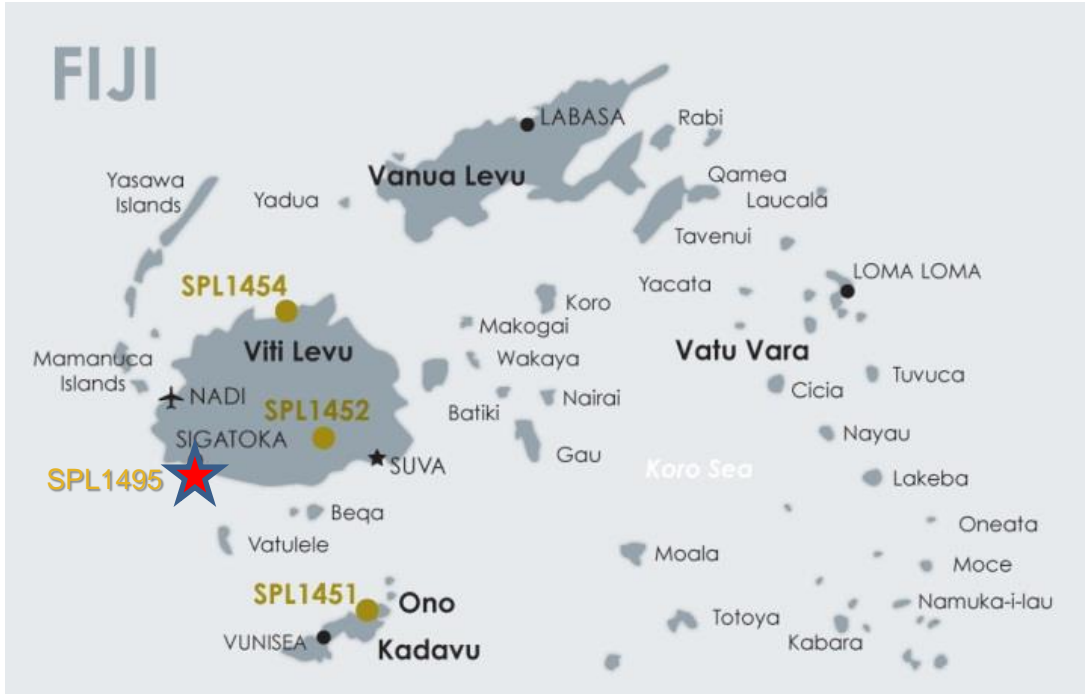 FIJI
LABASA
Rabi
Vanua Levu
Qamea
Yasawa
Islands
Yadua
Laucala
Tavenui
SPL1454
Yacata
LOMA LOMA
Koro
Makogai
Viti Levu
Wakaya
Vatu Vara
Mamanuca
Islands
Tuvuca
NADI
Cicia
Nairai
SPL1452
Batiki
SIGATOKA
Nayau
Gau
SUVA
Koro Sea
SPL1495
Lakeba
Beqa
Oneata
Vatulele
Moala
Moce
SPL1451
Ono
Namuka-i-lau
Totoya
VUNISEA
Kabara
Kadavu